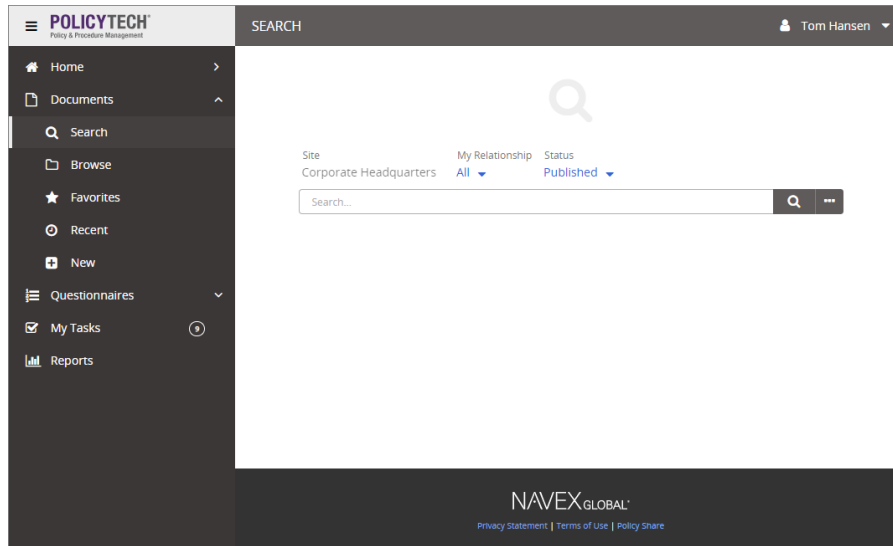 POLICYTECH®
Policy & Procedure Management
SEARCH
Tom Hansen
Home
Documents
Search
Browse
Favorites
Recent
New
Questionnaires
My Tasks 9
Reports
Site My Relationship Status
Corporate Headquarters All Published
Search...
NAVEX GLOBAL®
Privacy Statement | Terms of Use | Policy Share